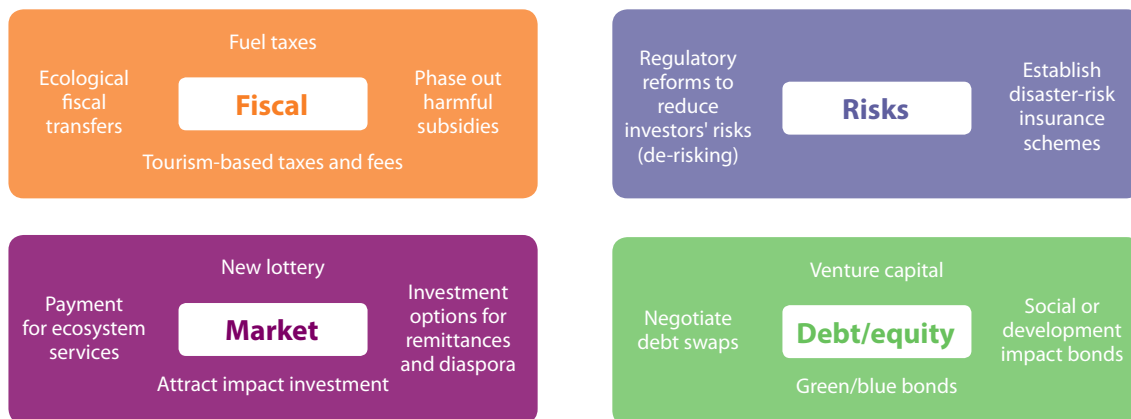 Fuel taxes
Ecological
fiscal
transfers
Fiscal
Phase out
harmful
subsidies
Tourism-based taxes and fees
Regulatory
reforms to
reduce
investors' risks
(de-risking)
Risks
Establish
disaster-risk
insurance
schemes
New lottery
Payment
for ecosystem
services
Market
Investment
options for
remittances
and diaspora
Attract impact investment
Venture capital
Negotiate
debt swaps
Debt/equity
Social or
development
impact bonds
Green/blue bonds